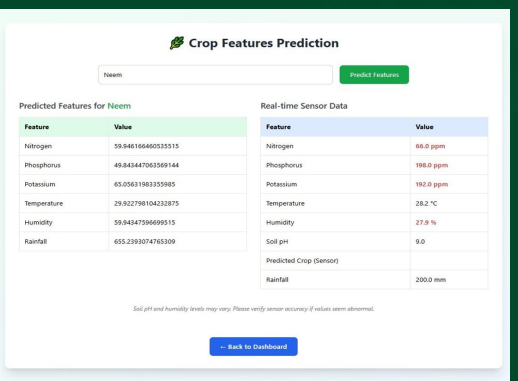 Crop Features Prediction
Neem
Predict Features
Predicted Features for Neem
Feature Value
Nitrogen 59.946166460535515
Phosphorus 49.843447063569144
Potassium 65.05631983355985
Temperature 29.922798104232875
Humidity 59.94347596699515
Rainfall 655.2393074765309
Real-time Sensor Data
Feature Value
Nitrogen 66.0 ppm
Phosphorus 198.0 ppm
Potassium 192.0 ppm
Temperature 28.2 °C
Humidity 27.9 %
Soil pH 9.0
Predicted Crop (Sensor)
Rainfall 200.0 mm
Soil pH and humidity levels may vary. Please verify sensor accuracy if values seem abnormal.
← Back to Dashboard